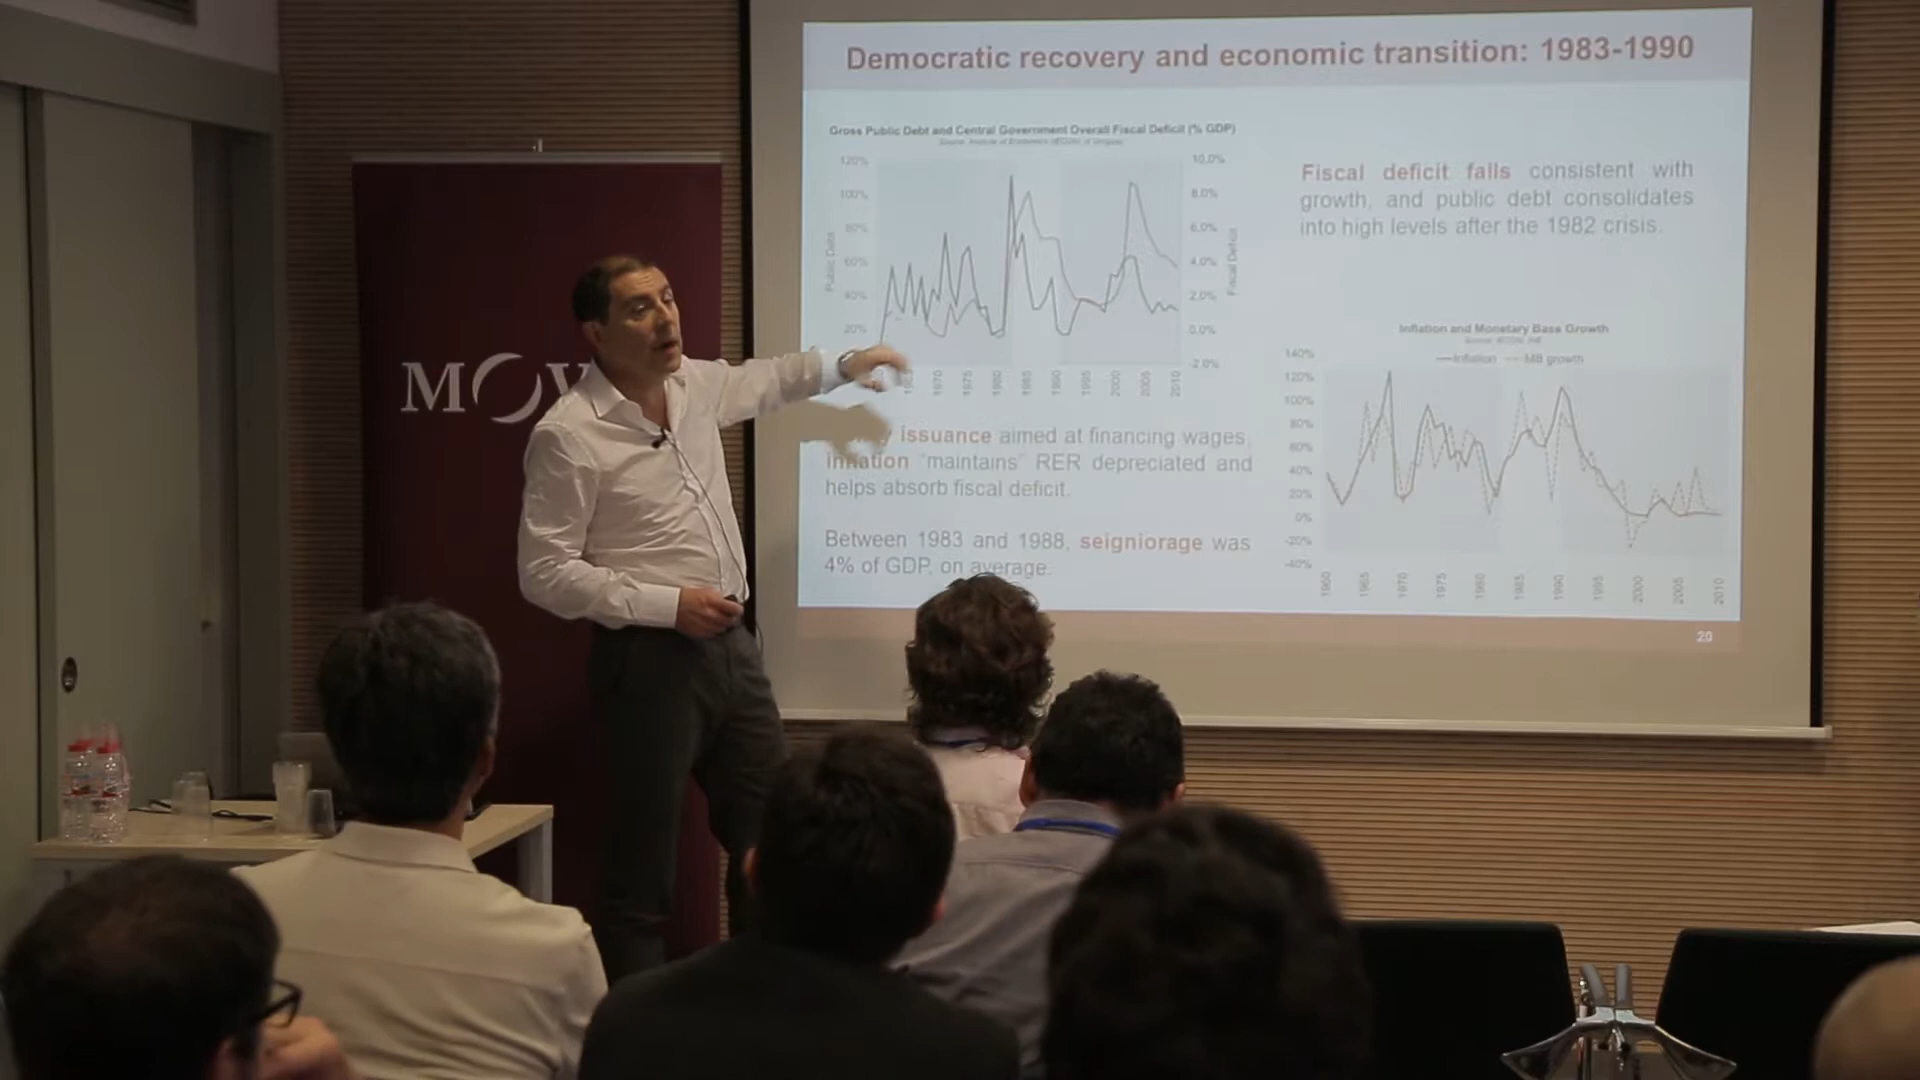 Democratic recovery and economic transition: 1983-1990
Gross Public Debt and Central Government Overall Fiscal Deficit (% GDP)
120%
100%
80%
60%
40%
20%
Public Debt
10.0%
8.0%
6.0%
4.0%
2.0%
0.0%
-2.0%
Fiscal Deficit
1970
1975
1980
1985
1990
1995
2000
2005
2010
Fiscal deficit falls consistent with
growth, and public debt consolidates
into high levels after the 1982 crisis.
issuance aimed at financing wages,
inflation "maintains" RER depreciated and
helps absorb fiscal deficit.
Between 1983 and 1988, seigniorage was
4% of GDP, on average.
Inflation and Monetary Base Growth
Inflation MB growth
140%
120%
100%
80%
60%
40%
20%
0%
-20%
-40%
1960
1965
1970
1975
1980
1985
1990
1995
2000
2005
2010
20
MOV